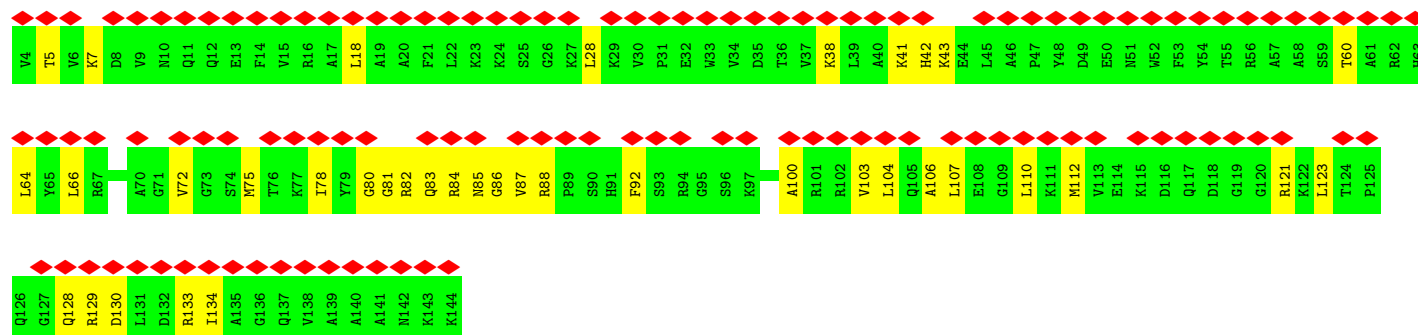 V4 T5 V6 K7 D8 V9 N10 Q11 Q12 E13 F14 V15 R16 A17 L18 A19 A20 F21 L22 K23 K24 S25 G26 K27 L28 K29 V30 P31 E32 W33 V34 D35 T36 V37 K38 L39 A40 K41 H42 K43 E44 L45 A46 P47 Y48 D49 E50 N51 W52 F53 Y54 T55 R56 A57 A58 S59 T60 A61 R62 H63
L64 Y65 L66 R67 A70 G71 V72 G73 S74 M75 T76 K77 I78 Y79 G80 G81 R82 Q83 R84 N85 G86 V87 R88 P89 S90 H91 F92 S93 R94 G95 S96 K97 A100 R101 R102 V103 L104 Q105 A106 L107 E108 G109 L110 K111 M112 V113 E114 K115 D116 Q117 D118 G119 G120 R121 K122 L123 T124 P125
Q126 G127 Q128 R129 D130 L131 D132 R133 I134 A135 G136 Q137 V138 A139 A140 A141 N142 K143 K144